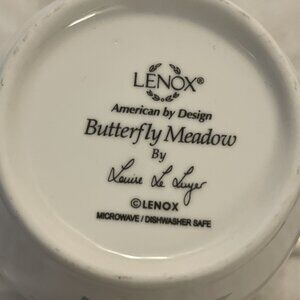 LENOX®
American by Design
Butterfly Meadow
By
Louise Le Luyer
©LENOX
MICROWAVE / DISHWASHER SAFE